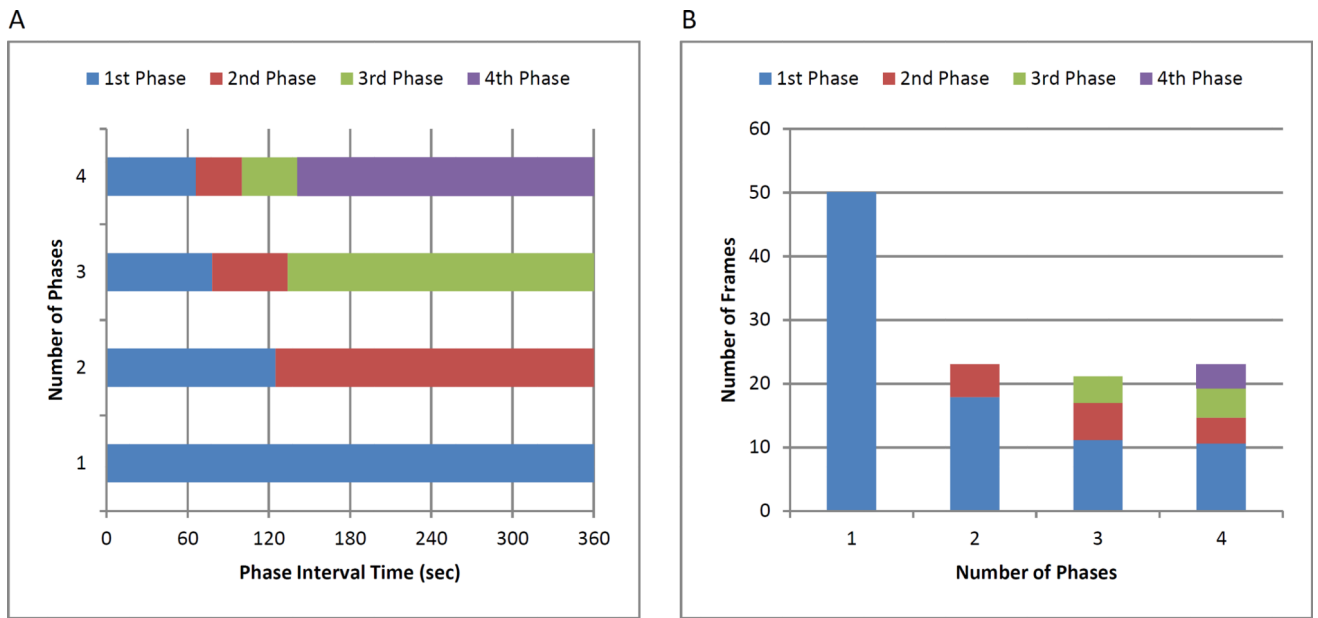 A
1st Phase 2nd Phase 3rd Phase 4th Phase
Number of Phases
4
3
2
1
0 60 120 180 240 300 360
Phase Interval Time (sec)
B
1st Phase 2nd Phase 3rd Phase 4th Phase
Number of Frames
60
50
40
30
20
10
0
1 2 3 4
Number of Phases